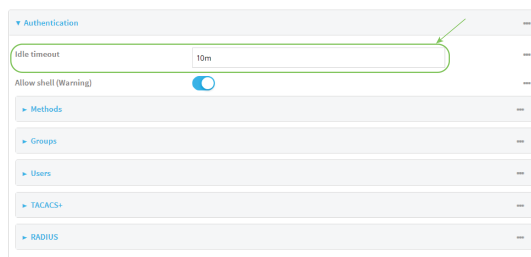 Authentication
Idle timeout
10m
Allow shell (Warning)
Methods
Groups
Users
TACACS+
RADIUS